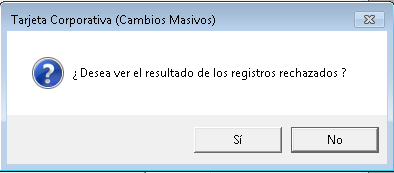 Tarjeta Corporativa (Cambios Masivos)
¿ Desea ver el resultado de los registros rechazados ?
Sí
No